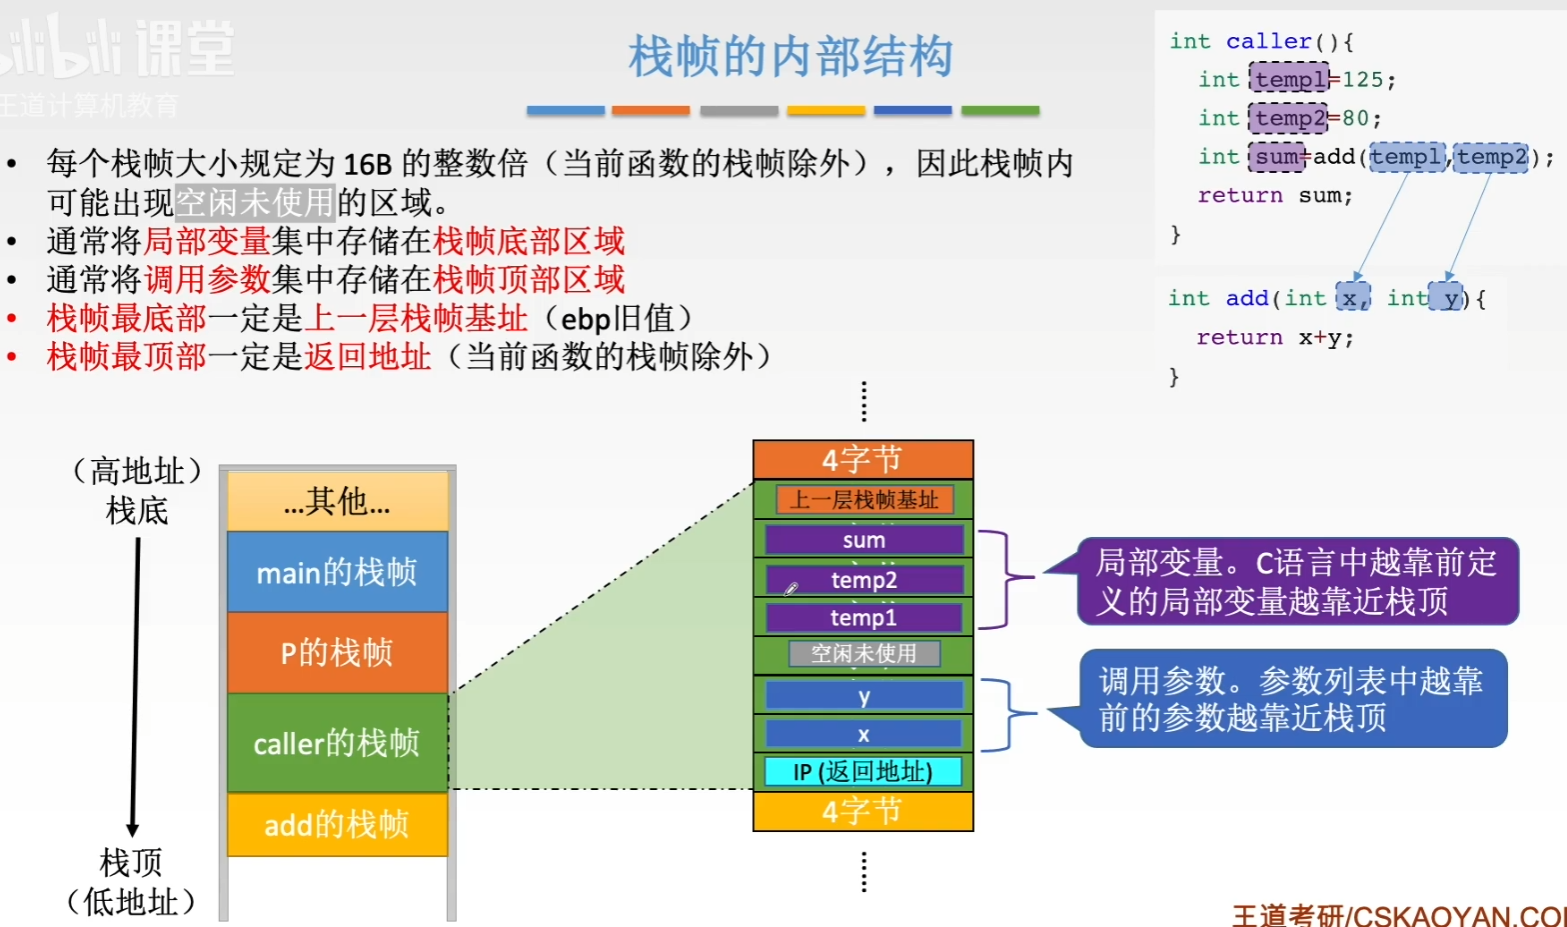 bilibili 课堂
王道计算机教育
栈帧的内部结构
• 每个栈帧大小规定为 16B 的整数倍（当前函数的栈帧除外），因此栈帧内
可能出现空闲未使用的区域。
• 通常将局部变量集中存储在栈帧底部区域
• 通常将调用参数集中存储在栈帧顶部区域
• 栈帧最底部一定是上一层栈帧基址（ebp旧值）
• 栈帧最顶部一定是返回地址（当前函数的栈帧除外）
int caller(){
int temp1=125;
int temp2=80;
int sum=add(temp1,temp2);
return sum;
}
int add(int x, int y){
return x+y;
}
（高地址）
栈底
栈顶
（低地址）
...其他...
main的栈帧
P的栈帧
caller的栈帧
add的栈帧
4字节
上一层栈帧基址
sum
temp2
temp1
空闲未使用
y
x
IP (返回地址)
4字节
局部变量。C语言中越靠前定
义的局部变量越靠近栈顶
调用参数。参数列表中越靠
前的参数越靠近栈顶
王道考研/CSKAOYAN.CO